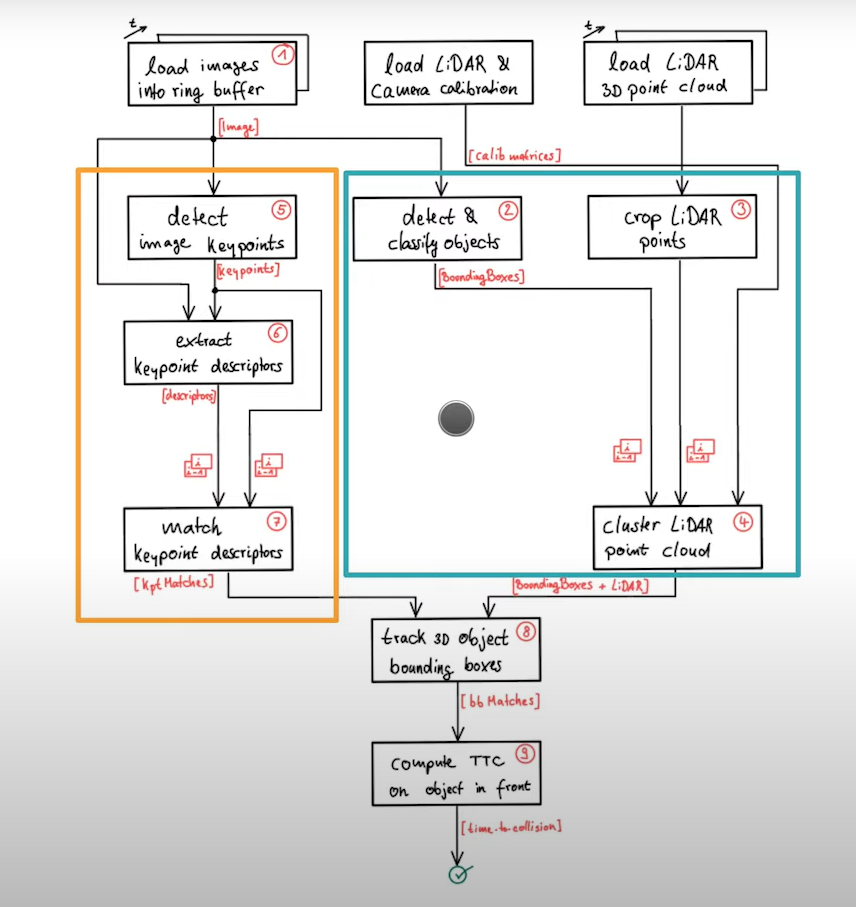 t
t
load images
into ring buffer
1
load LiDAR &
Camera calibration
load LiDAR
3D point cloud
[Image]
[calib matrices]
detect
image keypoints
5
detect &
classify objects
2
crop LiDAR
points
3
[keypoints]
[BoundingBoxes]
extract
keypoint descriptors
6
[descriptors]
i
i-1
i
i-1
i
i-1
i
i-1
match
keypoint descriptors
7
cluster LiDAR
point cloud
4
[KptMatches]
[BoundingBoxes + LiDAR]
track 3D object
bounding boxes
8
[bbMatches]
compute TTC
on object in front
9
[time-to-collision]